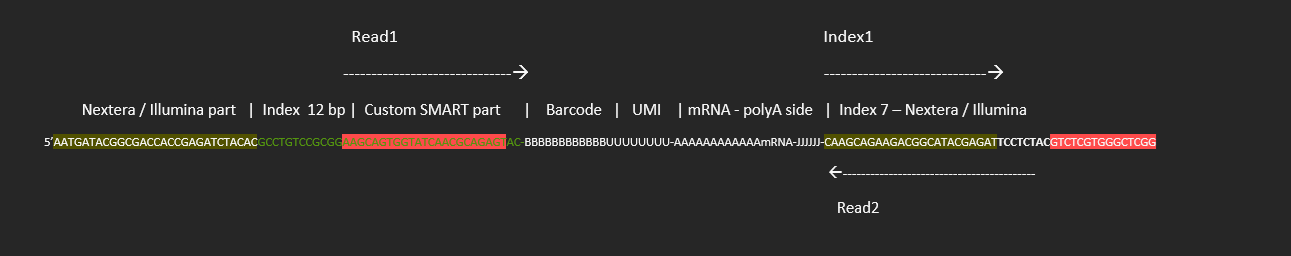 Read1 Index1
------------------------------→ -----------------------------→
Nextera / Illumina part | Index 12 bp | Custom SMART part | Barcode | UMI | mRNA - polyA side | Index 7 – Nextera / Illumina
5’AATGATACGGCGACCACCGAGATCTACACGCCTGTCCGCGGAAGCAGTGGTATCAACGCAGAGTAC-BBBBBBBBBBBBUUUUUUUU-AAAAAAAAAAAAmRNA-JJJJJJ-CAAGCAGAAGACGGCATACGAGATTCCTCTACGTCTCGTGGGCTCGG
←------------------------------------------
Read2